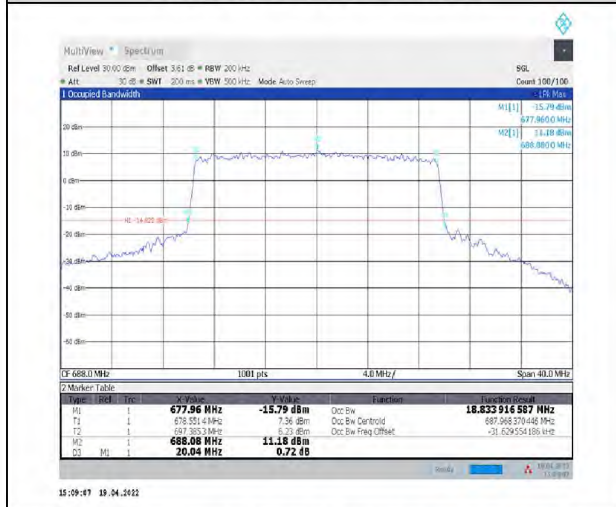 MultiView Spectrum
Ref Level 30.00 dBm Offset 3.61 dB RBW 200 kHz SGL
Att 30 dB SWT 200 ms VBW 500 kHz Mode Auto Sweep Count 100/100
1 Occupied Bandwidth 1Pk Max
M1[1] -15.79 dBm
677.9600 MHz
M2[1] 11.18 dBm
688.0800 MHz
20 dBm
10 dBm
0 dBm
-10 dBm
-20 dBm
-30 dBm
-40 dBm
-50 dBm
CF 688.0 MHz 1001 pts 4.0 MHz/ Span 40.0 MHz
2 Marker Table
Type Ref Trc X-Value Y-Value Function Function Result
M1 1 677.96 MHz -15.79 dBm Occ Bw 18.833 916 587 MHz
T1 1 678.5514 MHz 7.36 dBm Occ Bw Centroid 687.968 370 446 MHz
T2 1 697.3853 MHz 6.23 dBm Occ Bw Freq Offset -31.629 554 186 kHz
M2 1 688.08 MHz 11.18 dBm
D3 M1 1 20.04 MHz 0.72 dB
Ready
15:09:07 19.04.2022